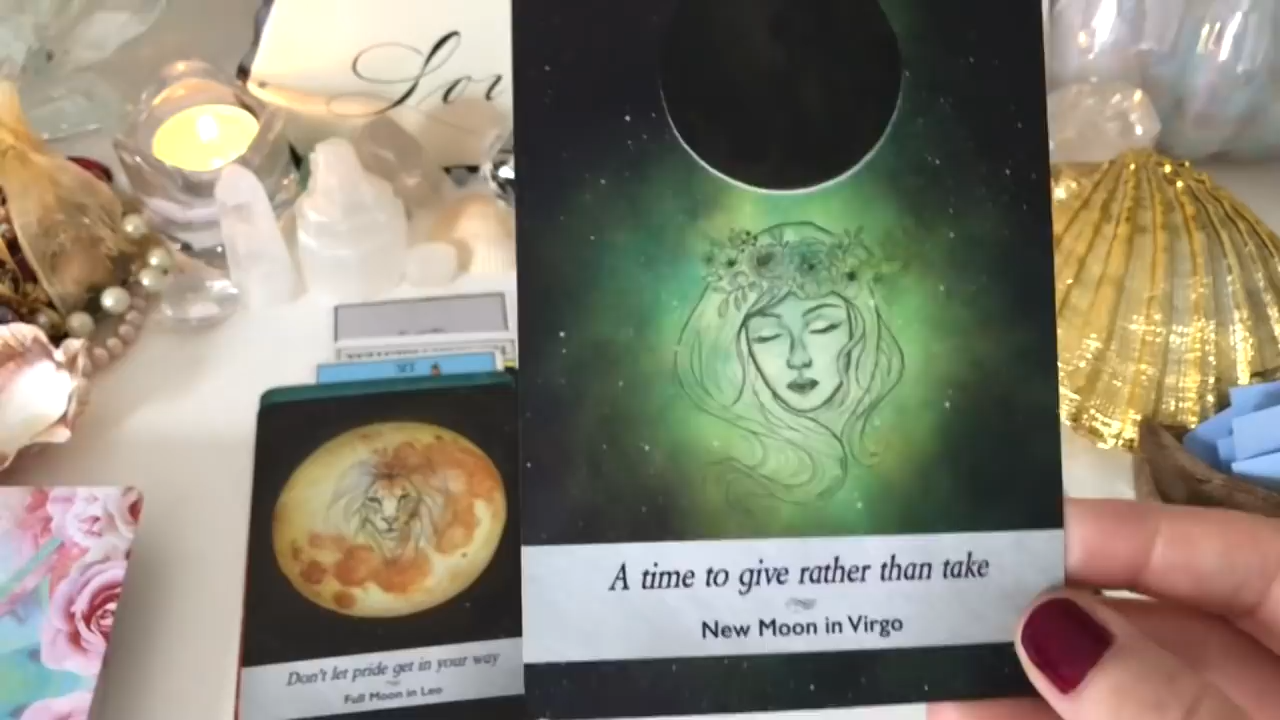 A time to give rather than take
New Moon in Virgo
Don't let pride get in your way
Full Moon in Leo